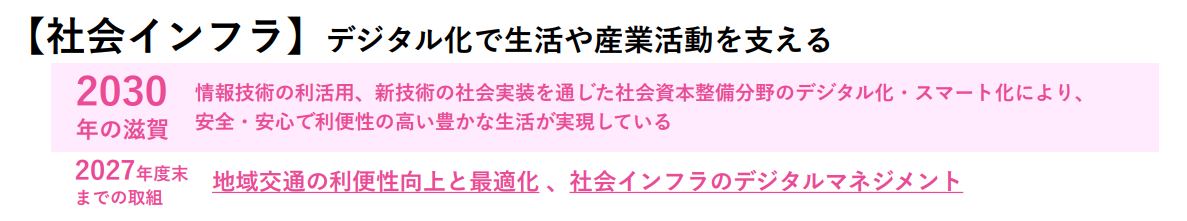 【社会インフラ】デジタル化で生活や産業活動を支える
2030
年の滋賀
情報技術の利活用、新技術の社会実装を通じた社会資本整備分野のデジタル化・スマート化により、
安全・安心で利便性の高い豊かな生活が実現している
2027年度末
までの取組
地域交通の利便性向上と最適化 、社会インフラのデジタルマネジメント